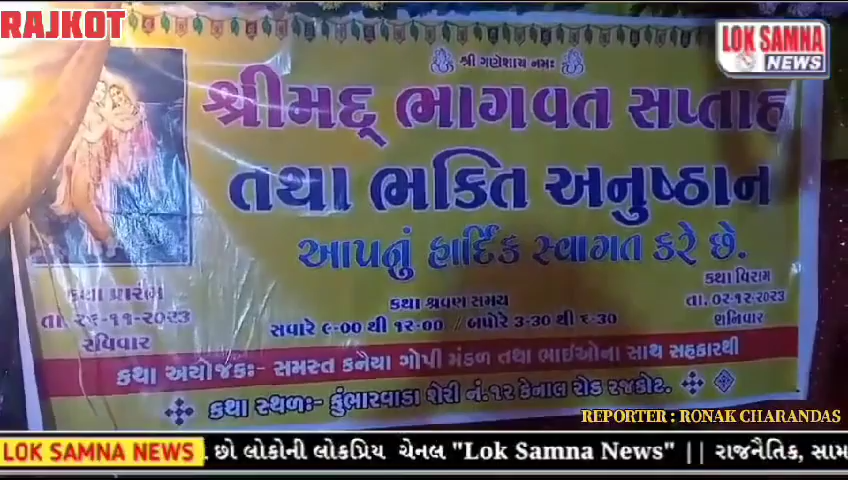 RAJKOT
LOK SAMNA
NEWS
શ્રી ગણેશાય નમઃ
શ્રીમદ્ ભાગવત સપ્તાહ
તથા ભક્તિ અનુષ્ઠાન
આપનું હાર્દિક સ્વાગત કરે છે.
કથા પ્રારંભ
તા. ૨૬-૧૧-૨૦૨૩
રવિવાર
કથા શ્રવણ સમય
સવારે ૯-૦૦ થી ૧૨-૦૦ / બપોરે ૩-૩૦ થી ૬-૩૦
કથા વિરામ
તા. ૦૨-૧૨-૨૦૨૩
શનિવાર
કથા અયોજક:- સમસ્ત કનૈયા ગોપી મંડળ તથા ભાઈઓના સાથ સહકારથી
કથા સ્થળ:- કુંભારવાડા શેરી નં.૧૨ કેનાલ રોડ રજકોટ.
REPORTER : RONAK CHARANDAS
LOK SAMNA NEWS
છો લોકોની લોકપ્રિય ચેનલ "Lok Samna News" || રાજનૈતિક, સામ